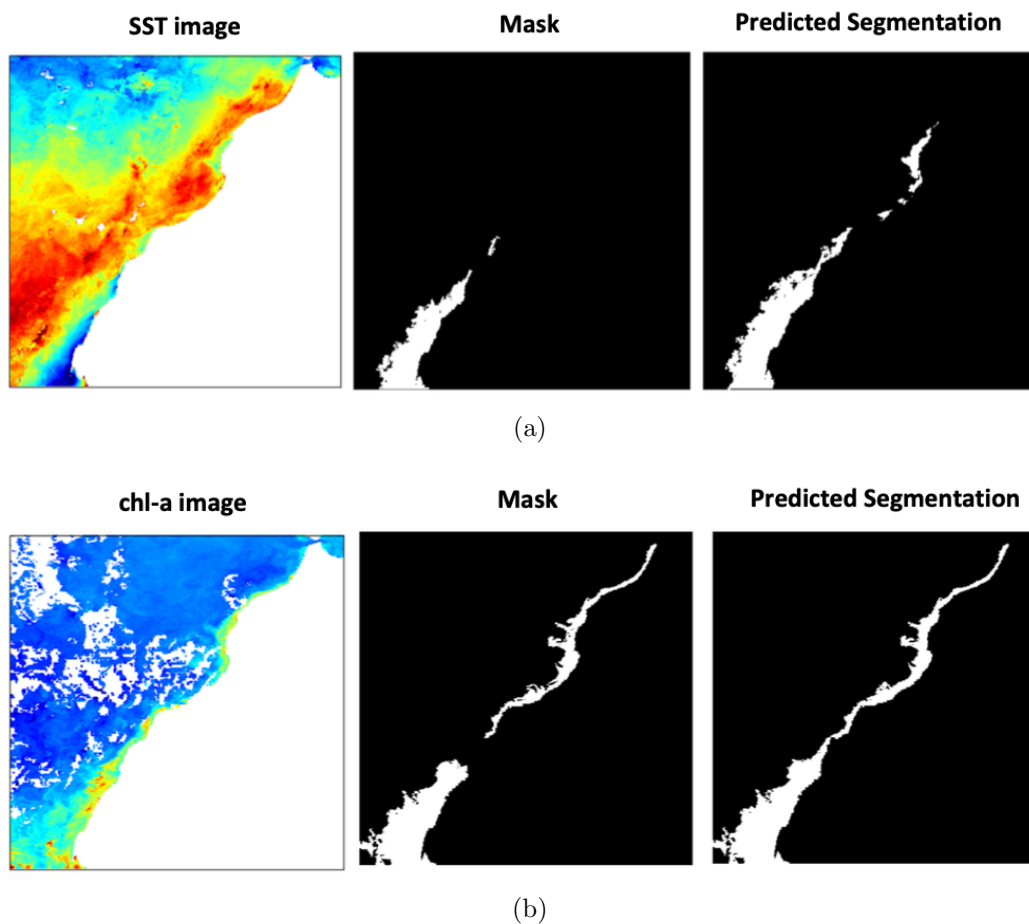 SST image
Mask
Predicted Segmentation
(a)
chl-a image
Mask
Predicted Segmentation
(b)